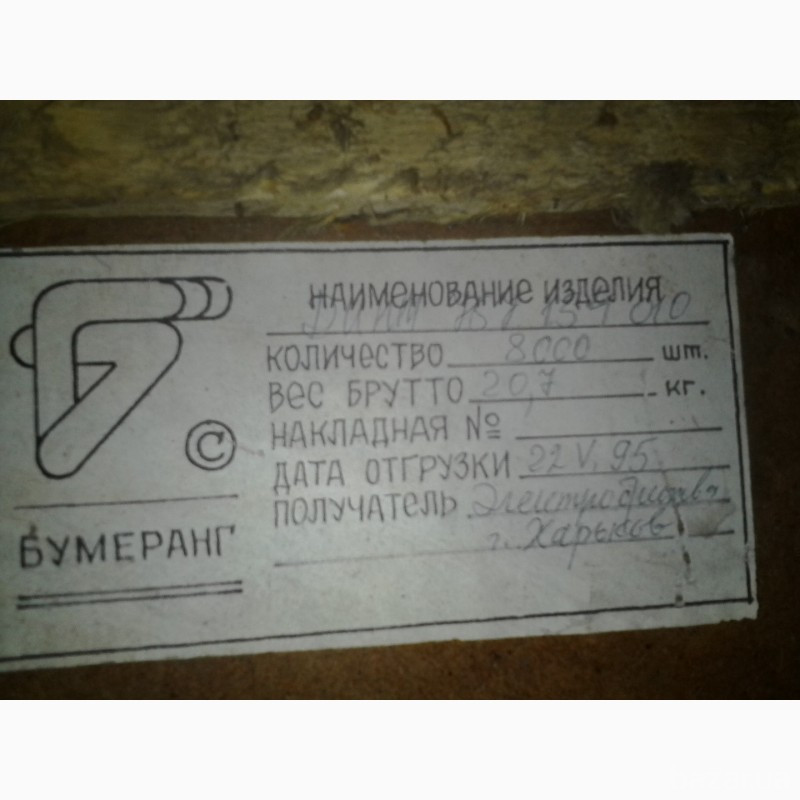 НАИМЕНОВАНИЕ ИЗДЕЛИЯ
КОЛИЧЕСТВО 8000 шт.
ВЕС БРУТТО 20,7 кг.
НАКЛАДНАЯ №
ДАТА ОТГРУЗКИ 22 V. 95
ПОЛУЧАТЕЛЬ
г. Харьков
©
БУМЕРАНГ